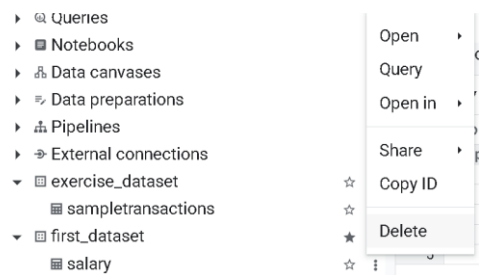 Queries
Notebooks
Data canvases
Data preparations
Pipelines
External connections
exercise_dataset
sampletransactions
first_dataset
salary
Open
Query
Open in
Share
Copy ID
Delete